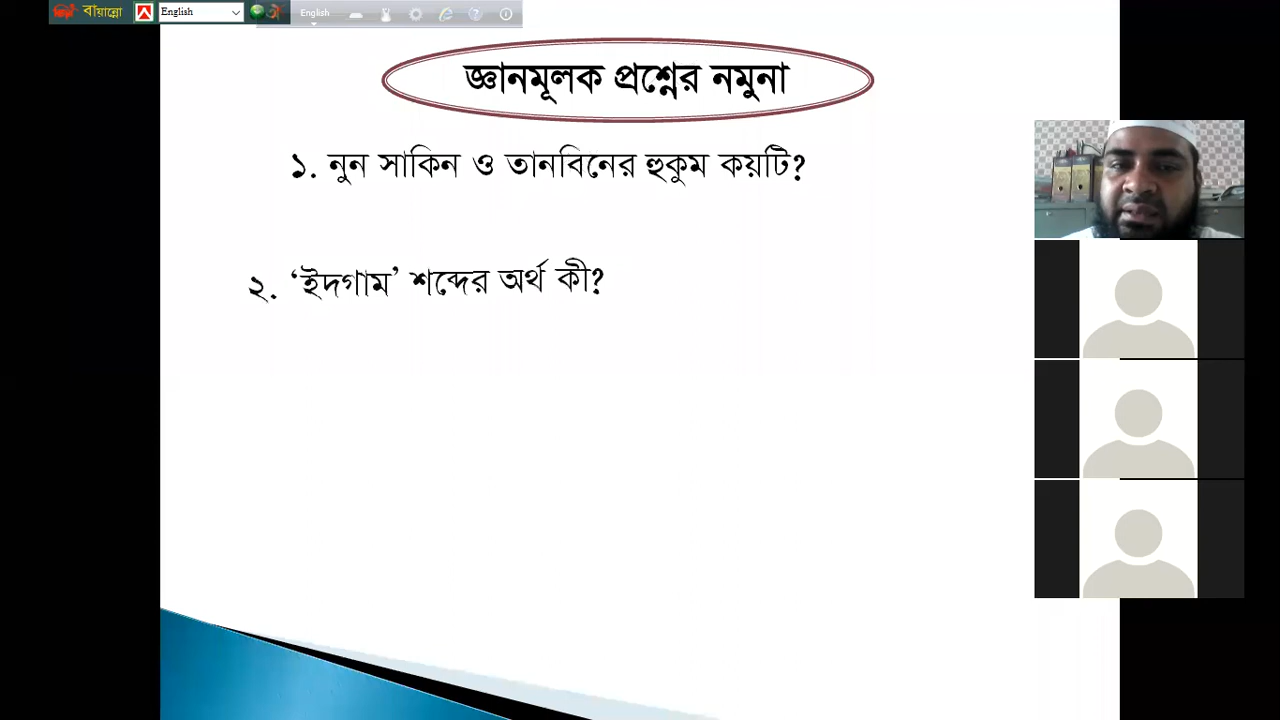 বায়ান্নো English English
জ্ঞানমূলক প্রশ্নের নমুনা
১. নুন সাকিন ও তানবিনের হুকুম কয়টি?
২. ‘ইদগাম’ শব্দের অর্থ কী?